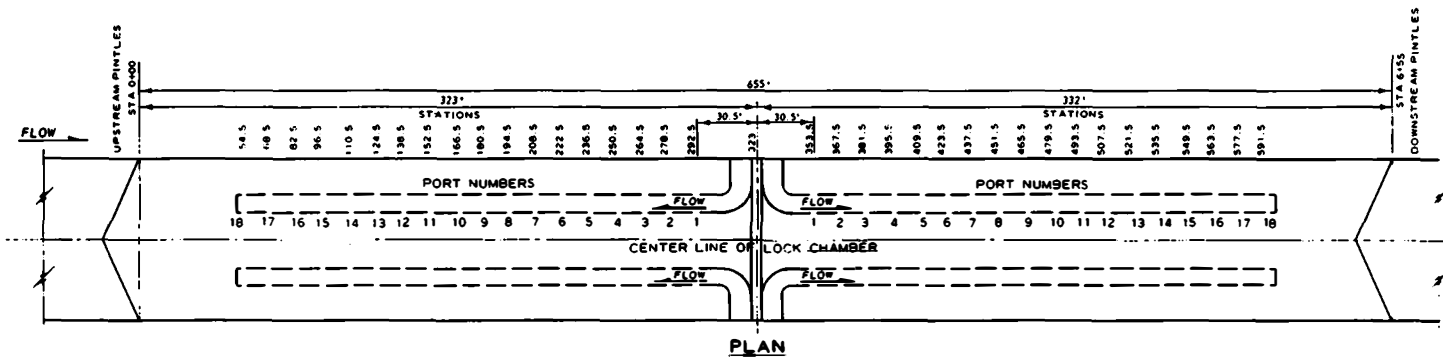 UPSTREAM PINTLES
STA 0+00
DOWNSTREAM PINTLES
STA 6+55
655'
323'
332'
STATIONS
STATIONS
30.5'
30.5'
FLOW
54.5
68.5
82.5
96.5
110.5
124.5
138.5
152.5
166.5
180.5
194.5
208.5
222.5
236.5
250.5
264.5
278.5
292.5
323
353.5
367.5
381.5
395.5
409.5
423.5
437.5
451.5
465.5
479.5
493.5
507.5
521.5
535.5
549.5
563.5
577.5
591.5
PORT NUMBERS
PORT NUMBERS
FLOW
FLOW
18 17 16 15 14 13 12 11 10 9 8 7 6 5 4 3 2 1
1 2 3 4 5 6 7 8 9 10 11 12 13 14 15 16 17 18
CENTER LINE OF LOCK CHAMBER
FLOW
FLOW
PLAN